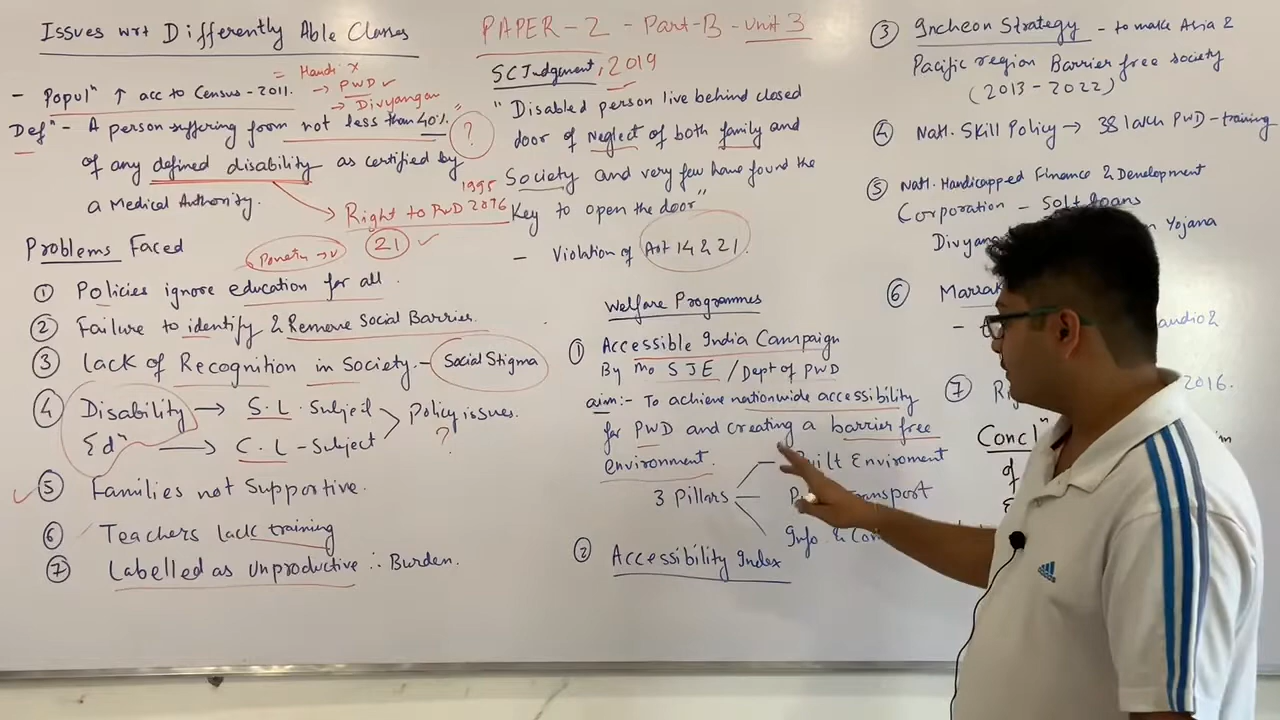 Issues wrt Differently Able Classes
= Handi x
- Populⁿ ↑ acc to Census-2011.
→ PWD ✓
→ Divyangan
Defⁿ - A person suffering from not less than 40%.
of any defined disability as certified by
a Medical Authority.
?
1995
Right to PwD 2016
21 ✓
Problems Faced
① Policies ignore education for all.
② Failure to identify & Remove Social Barrier.
③ lack of Recognition in Society. - Social Stigma
④ Disability → S.L. Subject
Edⁿ → C.L - Subject
Policy issues.
?
⑤ Families not Supportive.
⑥ Teachers lack training
⑦ Labelled as unproductive ∴ Burden.
PAPER-2 - Part-B - Unit 3
SC Judgement, 2019
"Disabled person live behind closed
door of Neglect of both family and
Society and very few have found the
Key to open the door"
- Violation of Art 14 & 21.
Welfare Programmes
① Accessible India Campaign
By Mo SJE / Dept of PWD
aim:- To achieve nationwide accessibility
for PWD and creating a barrier free
environment.
3 Pillars
Built Enviroment
Info &
② Accessibility Index
③ Incheon Strategy - to make Asia &
Pacific region Barrier free society
(2013-2022)
④ Natl. Skill Policy → 38 lakh PWD - training
⑤ Natl. Handicapped Finance & Development
Corporation - Soft loans
Yojana
⑥
audio &
⑦
2016.
Conclⁿ
of